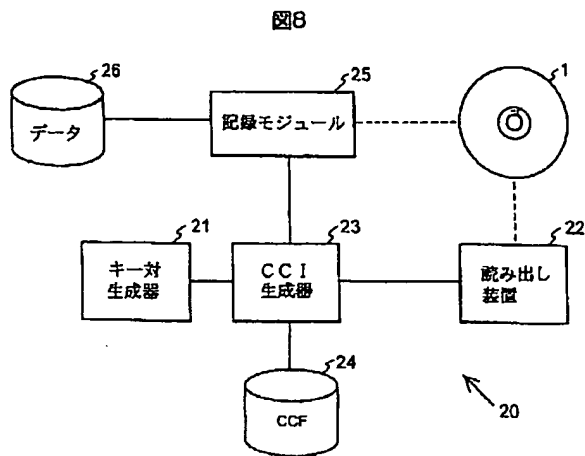 図8
26
データ
25
記録モジュール
1
21
キー対
生成器
23
CCI
生成器
22
読み出し
装置
24
CCF
20